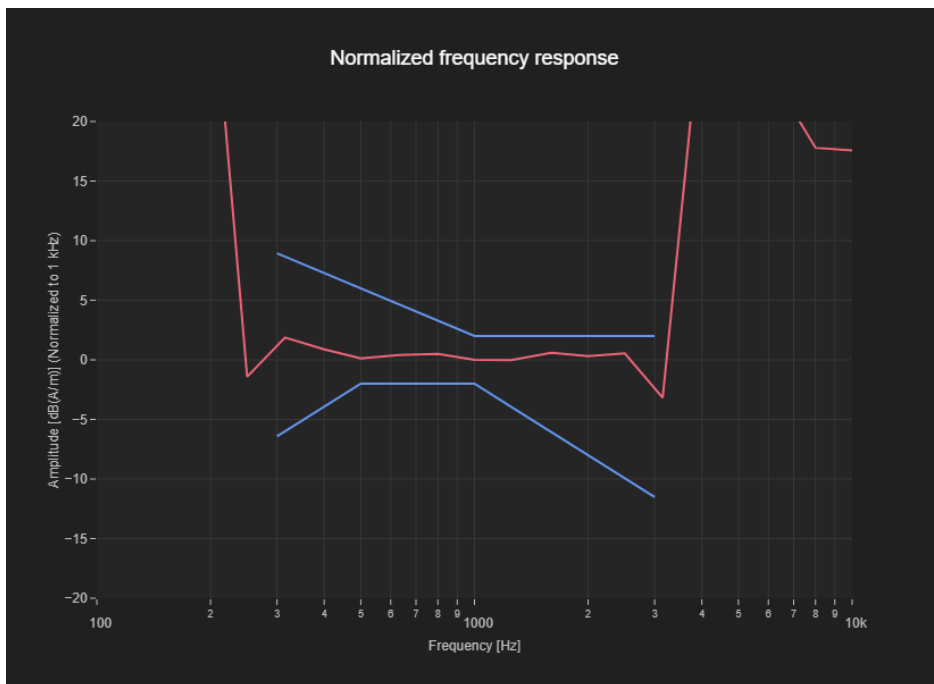 Normalized frequency response
Amplitude [dB(A/m)] (Normalized to 1 kHz)
20
15
10
5
0
−5
−10
−15
−20
100 2 3 4 5 6 7 8 9 1000 2 3 4 5 6 7 8 9 10k
Frequency [Hz]